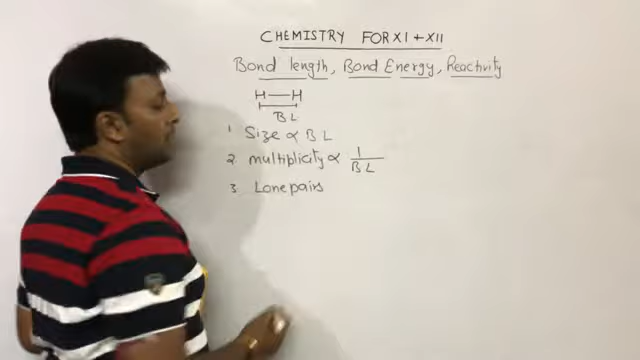 CHEMISTRY FOR XI + XII
Bond length, Bond Energy, Reactivity
H—H
BL
1 Size ∝ BL
2. multiplicity ∝ 1/BL
3 Lone pairs